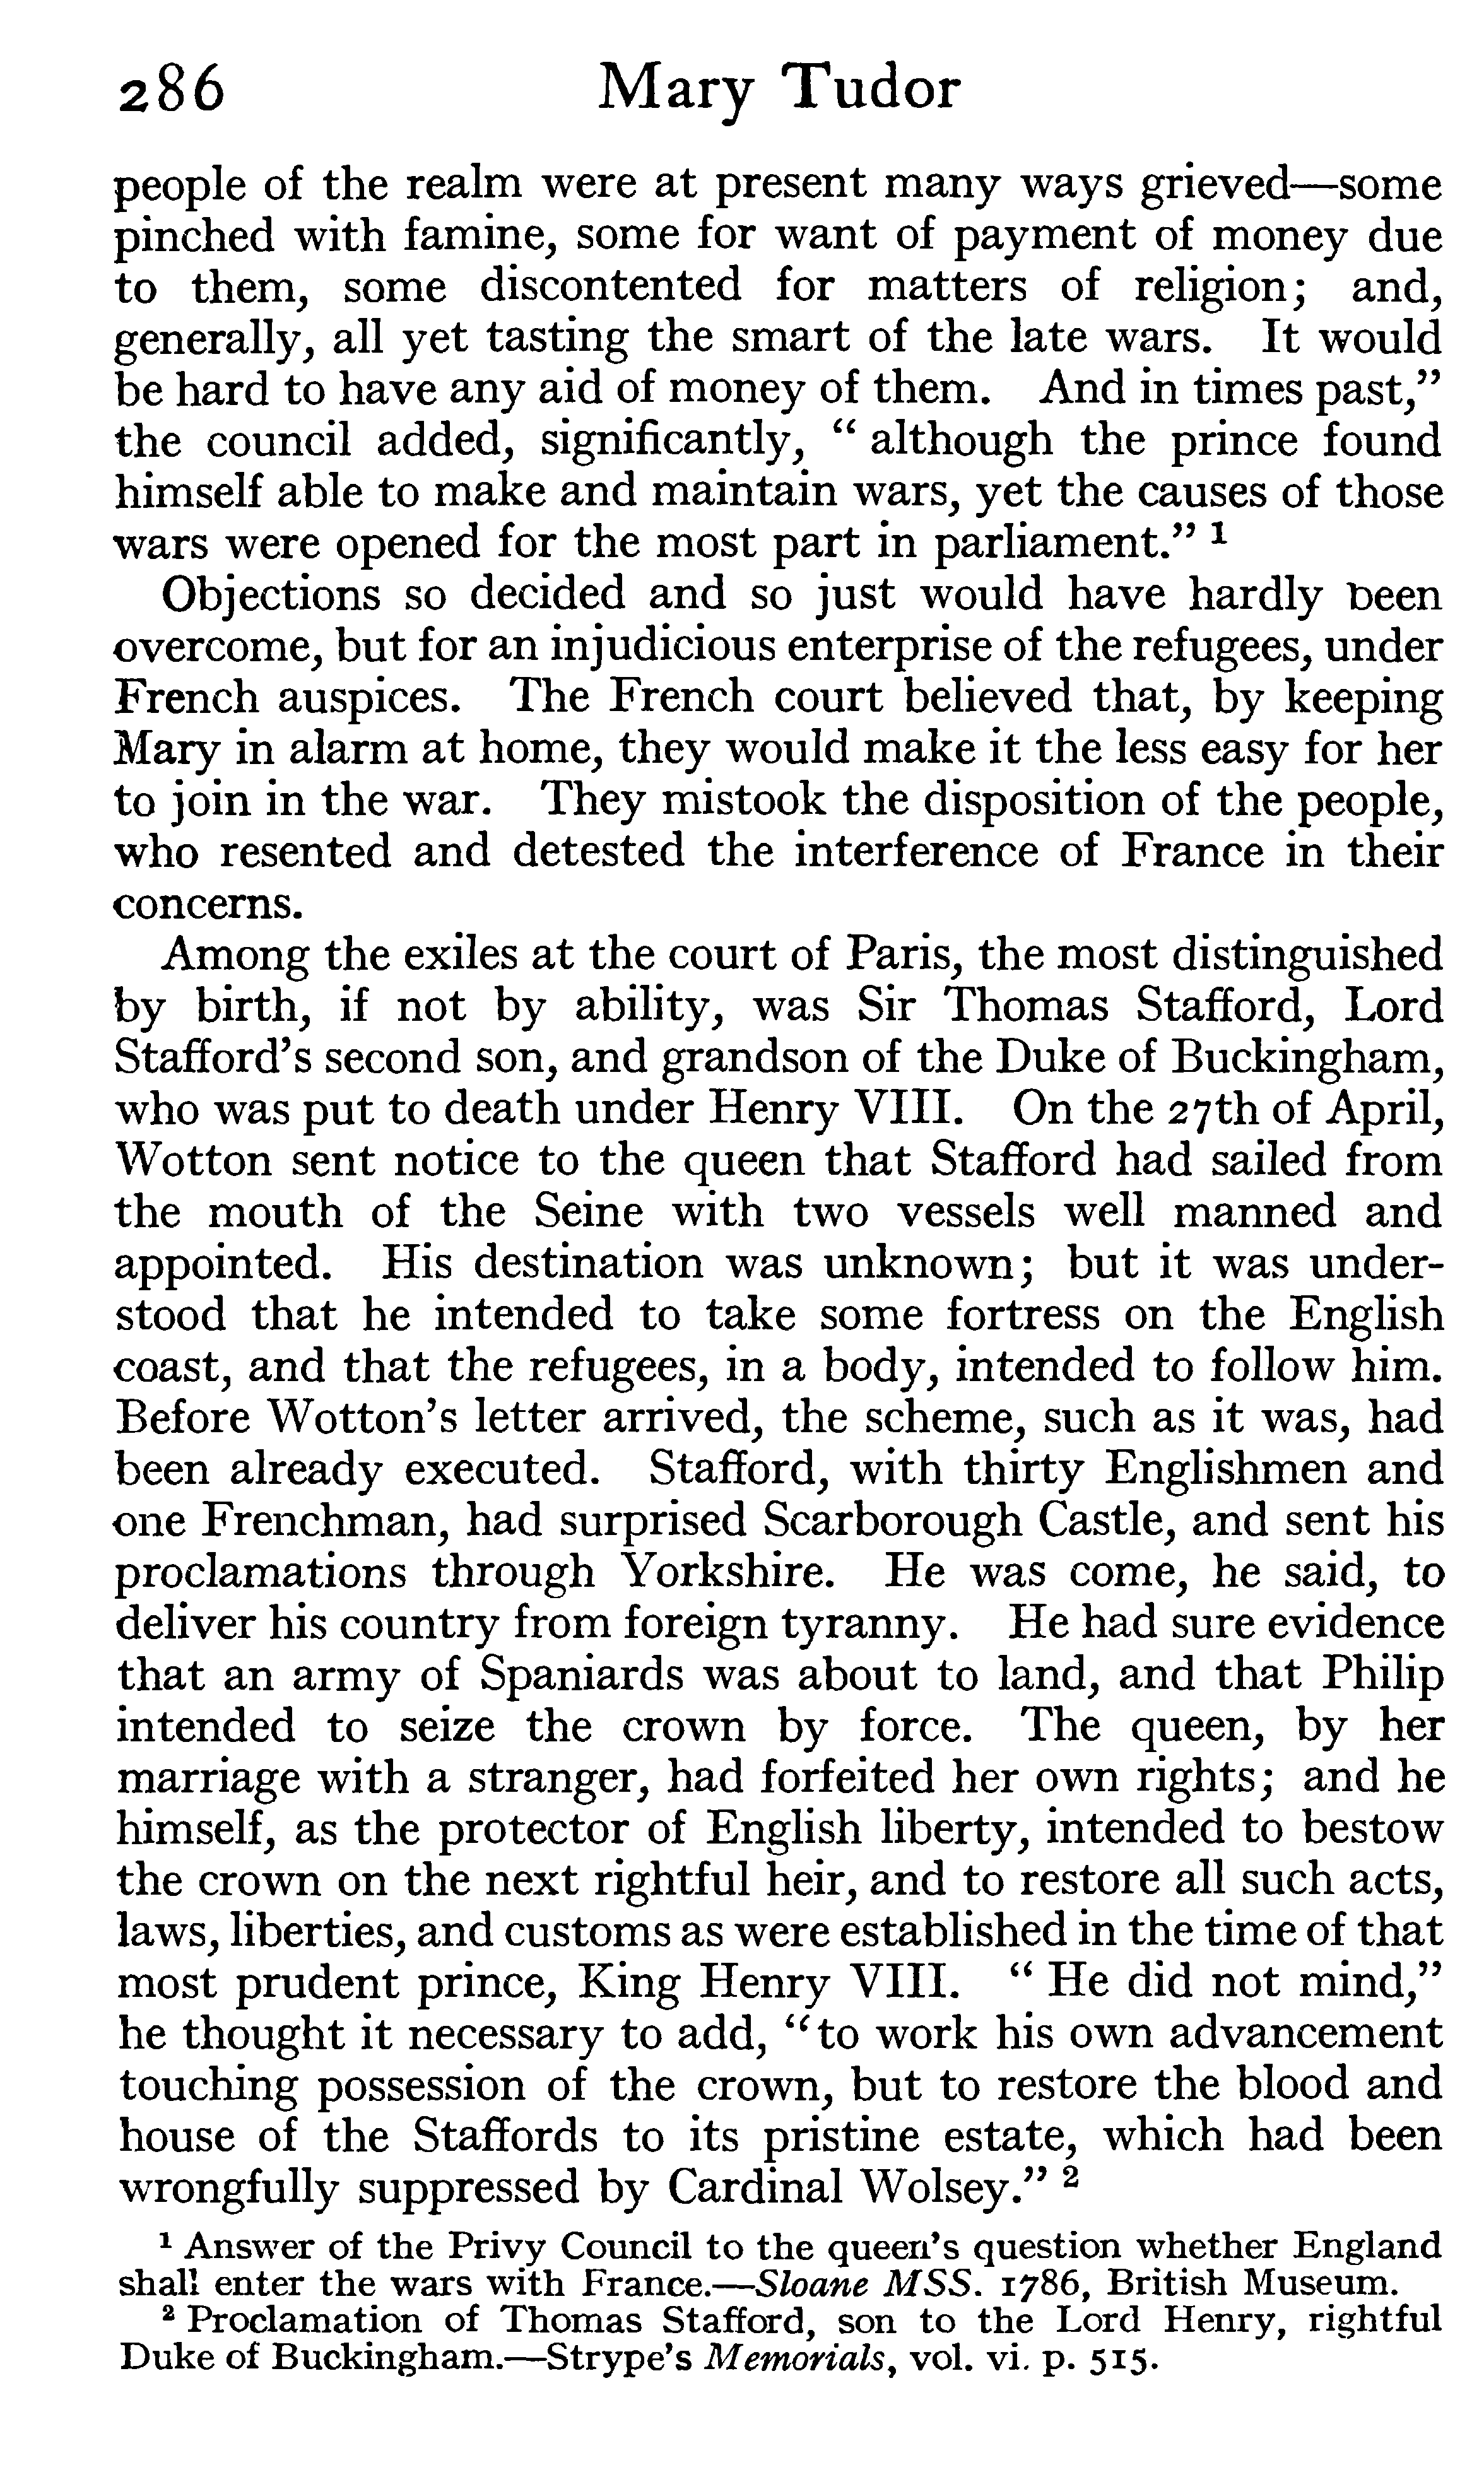 286 Mary Tudor
people of the realm were at present many ways grieved—some
pinched with famine, some for want of payment of money due
to them, some discontented for matters of religion; and,
generally, all yet tasting the smart of the late wars. It would
be hard to have any aid of money of them. And in times past,”
the council added, significantly, “ although the prince found
himself able to make and maintain wars, yet the causes of those
wars were opened for the most part in parliament.” ¹
Objections so decided and so just would have hardly been
overcome, but for an injudicious enterprise of the refugees, under
French auspices. The French court believed that, by keeping
Mary in alarm at home, they would make it the less easy for her
to join in the war. They mistook the disposition of the people,
who resented and detested the interference of France in their
concerns.
Among the exiles at the court of Paris, the most distinguished
by birth, if not by ability, was Sir Thomas Stafford, Lord
Stafford’s second son, and grandson of the Duke of Buckingham,
who was put to death under Henry VIII. On the 27th of April,
Wotton sent notice to the queen that Stafford had sailed from
the mouth of the Seine with two vessels well manned and
appointed. His destination was unknown; but it was under-
stood that he intended to take some fortress on the English
coast, and that the refugees, in a body, intended to follow him.
Before Wotton’s letter arrived, the scheme, such as it was, had
been already executed. Stafford, with thirty Englishmen and
one Frenchman, had surprised Scarborough Castle, and sent his
proclamations through Yorkshire. He was come, he said, to
deliver his country from foreign tyranny. He had sure evidence
that an army of Spaniards was about to land, and that Philip
intended to seize the crown by force. The queen, by her
marriage with a stranger, had forfeited her own rights; and he
himself, as the protector of English liberty, intended to bestow
the crown on the next rightful heir, and to restore all such acts,
laws, liberties, and customs as were established in the time of that
most prudent prince, King Henry VIII. “ He did not mind,”
he thought it necessary to add, “to work his own advancement
touching possession of the crown, but to restore the blood and
house of the Staffords to its pristine estate, which had been
wrongfully suppressed by Cardinal Wolsey.” ²
¹ Answer of the Privy Council to the queen’s question whether England
shall enter the wars with France.—Sloane MSS. 1786, British Museum.
² Proclamation of Thomas Stafford, son to the Lord Henry, rightful
Duke of Buckingham.—Strype’s Memorials, vol. vi. p. 515.